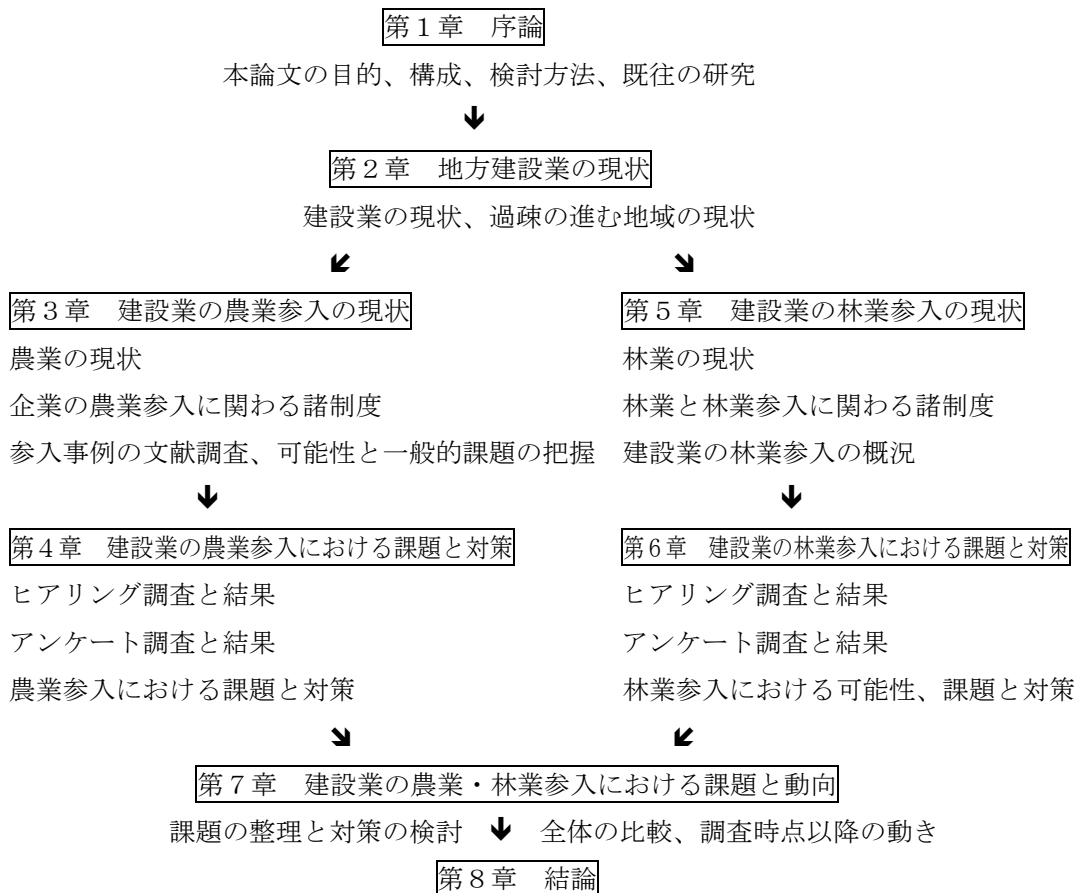 第１章　序論
本論文の目的、構成、検討方法、既往の研究
🡻
第２章　地方建設業の現状
建設業の現状、過疎の進む地域の現状
🡿 🡾
第３章　建設業の農業参入の現状
農業の現状
企業の農業参入に関わる諸制度
参入事例の文献調査、可能性と一般的課題の把握
🡻
第４章　建設業の農業参入における課題と対策
ヒアリング調査と結果
アンケート調査と結果
農業参入における課題と対策
🡾
第５章　建設業の林業参入の現状
林業の現状
林業と林業参入に関わる諸制度
建設業の林業参入の概況
🡻
第６章　建設業の林業参入における課題と対策
ヒアリング調査と結果
アンケート調査と結果
林業参入における可能性、課題と対策
🡿
第７章　建設業の農業・林業参入における課題と動向
課題の整理と対策の検討　🡻　全体の比較、調査時点以降の動き
第８章　結論